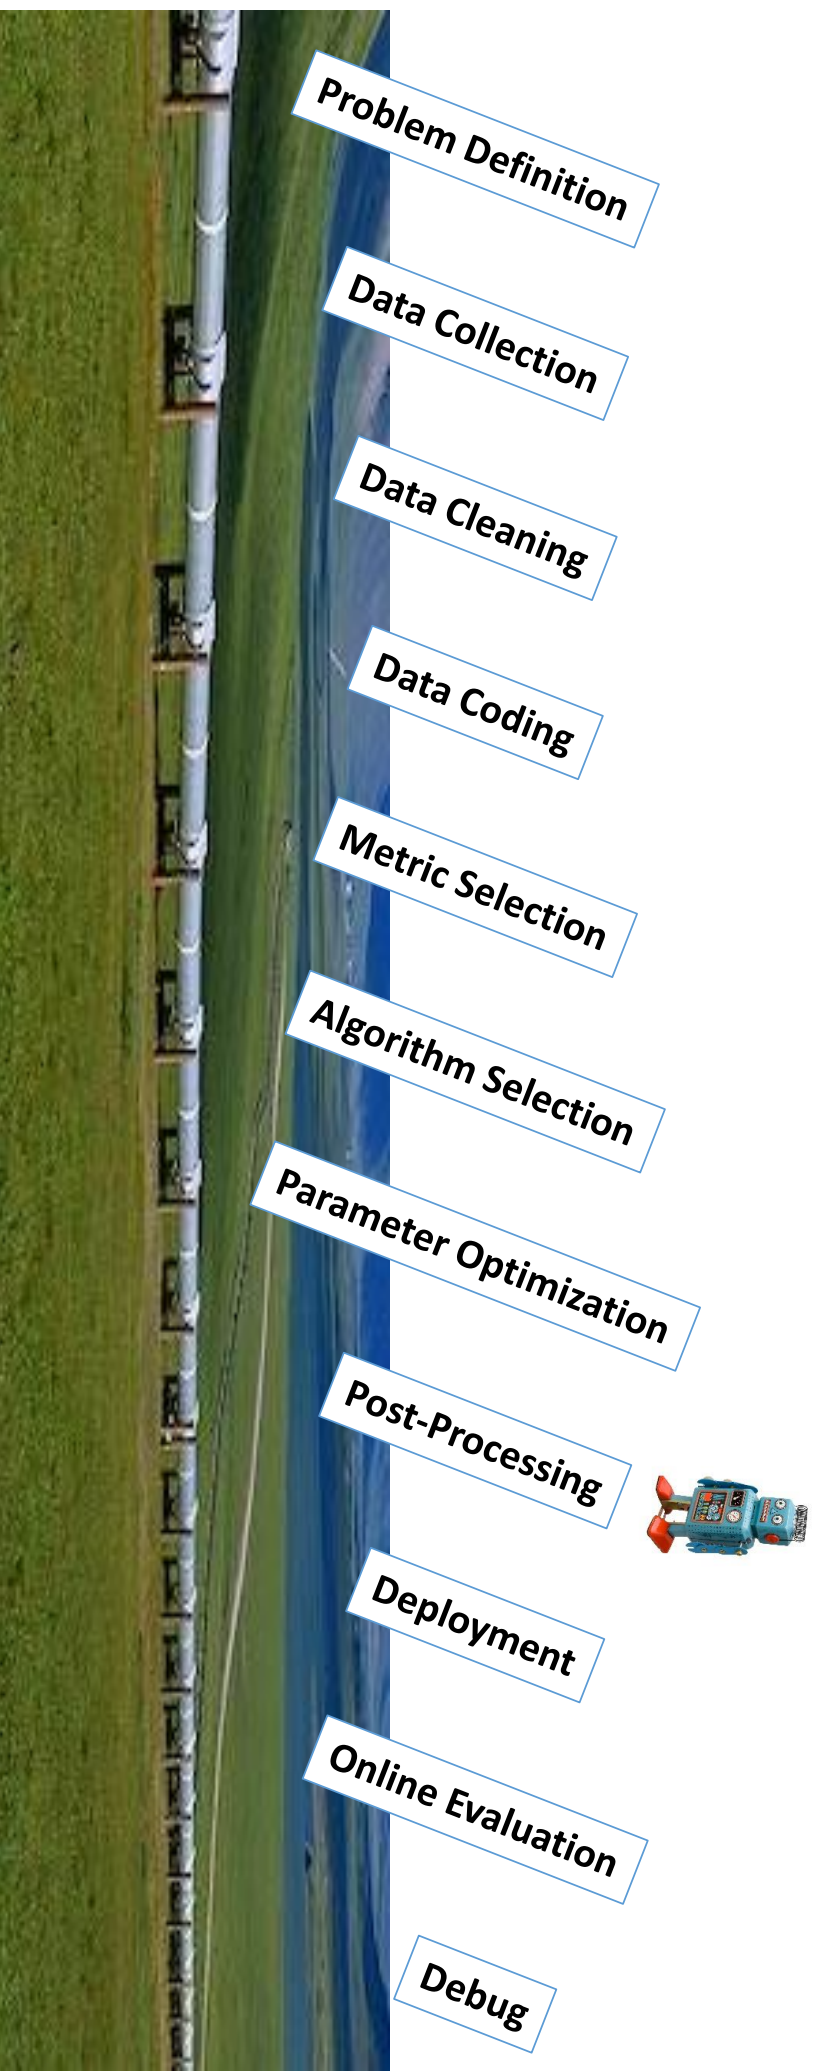 Problem Definition
Data Collection
Data Cleaning
Data Coding
Metric Selection
Algorithm Selection
Parameter Optimization
Post-Processing
Deployment
Online Evaluation
Debug